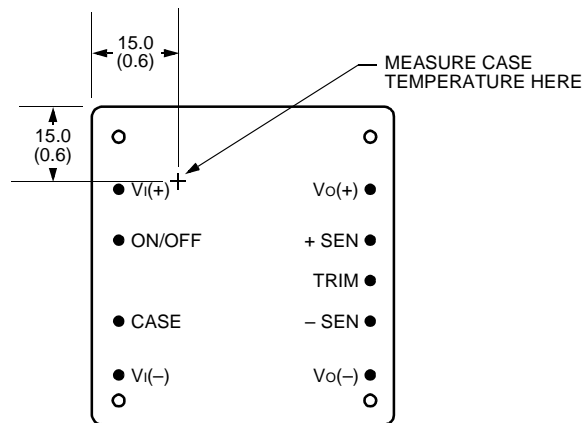 15.0
(0.6)
MEASURE CASE
TEMPERATURE HERE
15.0
(0.6)
VI(+)
VO(+)
ON/OFF
+ SEN
TRIM
CASE
– SEN
VI(–)
VO(–)